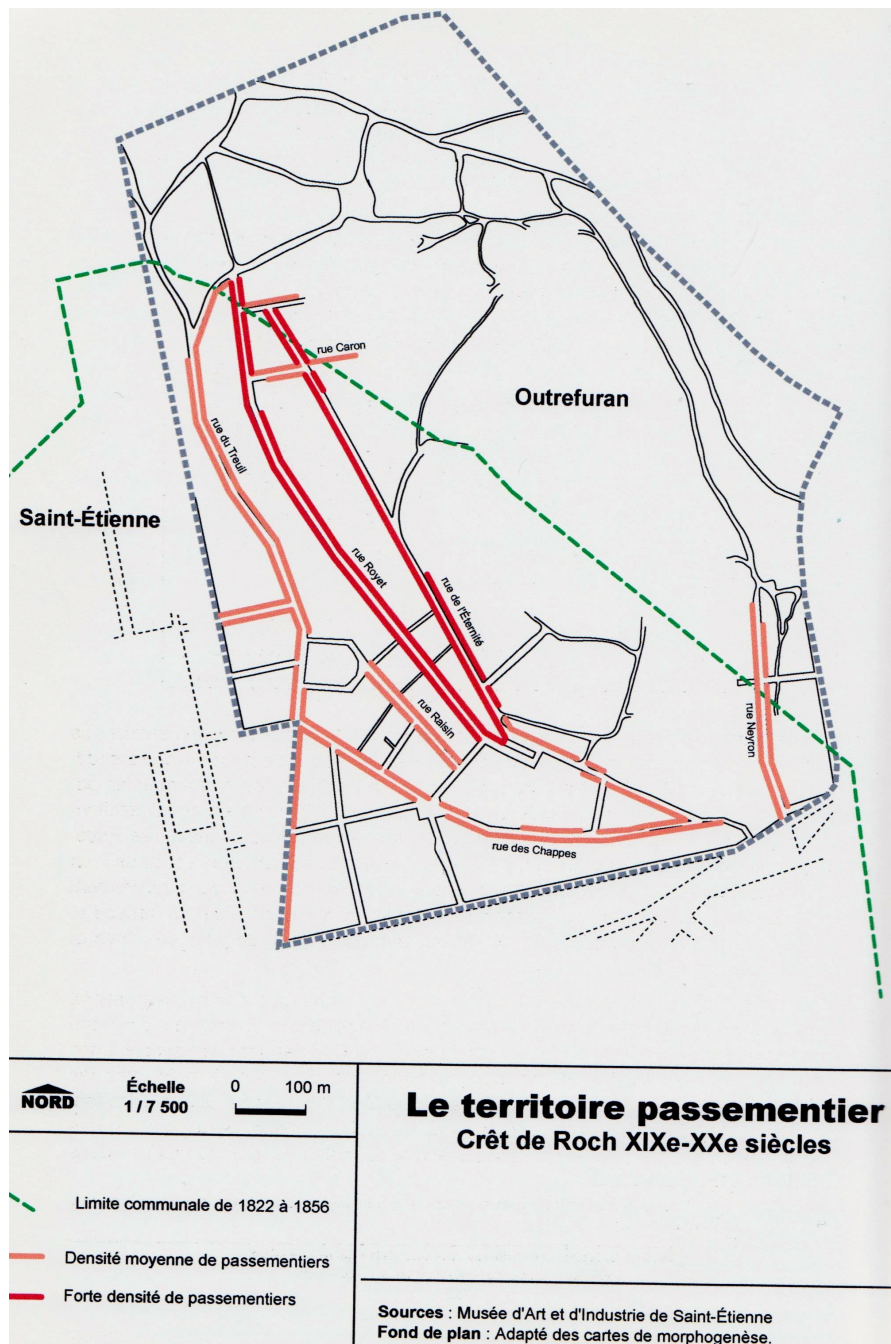 rue Caron
Outrefuran
rue du Treuil
Saint-Étienne
rue Royet
rue de l'Éternité
rue Raisin
rue Neyron
rue des Chappes
NORD
Échelle
1 / 7 500
0 100 m
Le territoire passementier
Crêt de Roch XIXe-XXe siècles
Limite communale de 1822 à 1856
Densité moyenne de passementiers
Forte densité de passementiers
Sources : Musée d'Art et d'Industrie de Saint-Étienne
Fond de plan : Adapté des cartes de morphogenèse.